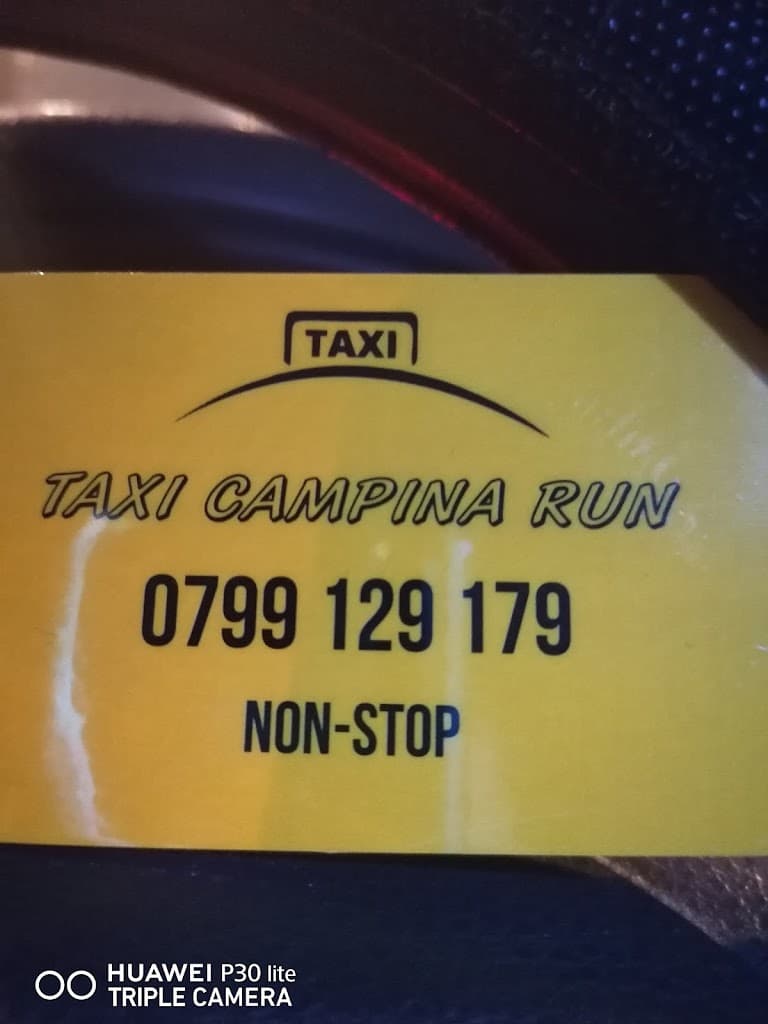 TAXI
TAXI CAMPINA RUN
0799 129 179
NON-STOP
HUAWEI P30 lite
TRIPLE CAMERA